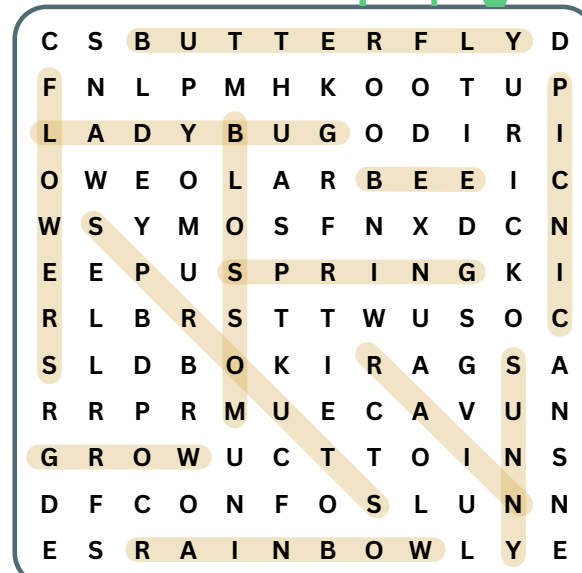 C S B U T T E R F L Y D
F N L P M H K O O T U P
L A D Y B U G O D I R I
O W E O L A R B E E I C
W S Y M O S F N X D C N
E E P U S P R I N G K I
R L B R S T T W U S O C
S L D B O K I R A G S A
R R P R M U E C A V U N
G R O W U C T T O I N S
D F C O N F O S L U N N
E S R A I N B O W L Y E